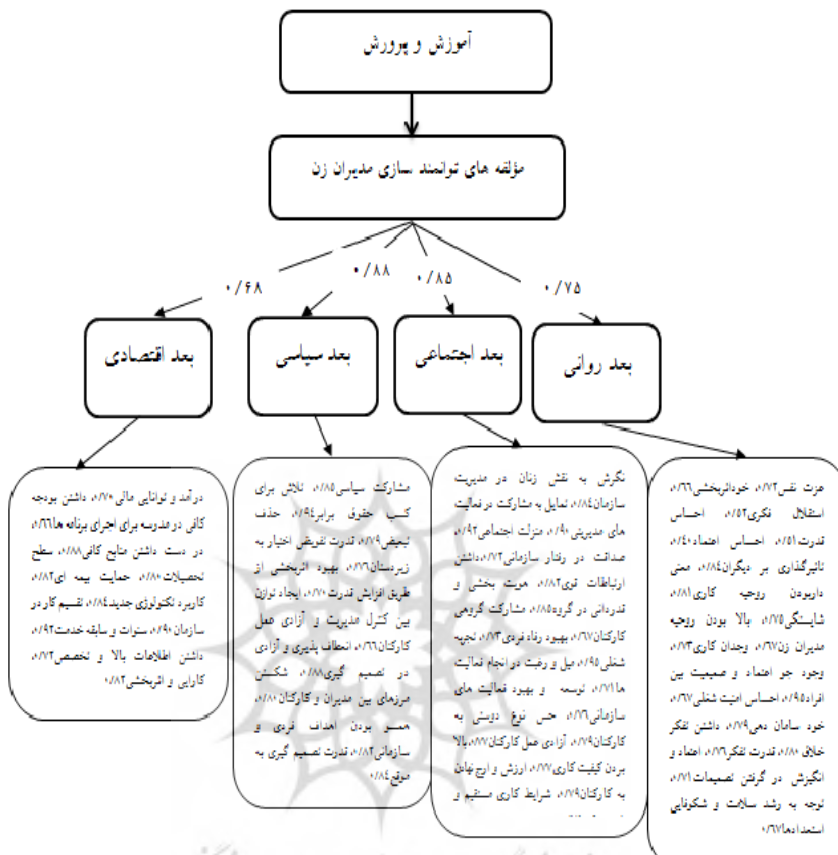 آموزش و پرورش
مؤلفه های توانمند سازی مدیران زن
۰/۷۵
۰/۸۵
۰/۸۸
۰/۶۸
بعد روانی
بعد اجتماعی
بعد سیاسی
بعد اقتصادی
عزت نفس۰/۷۲، خوداثربخشی۰/۶۶،
استقلال فکری۰/۵۲، احساس
قدرت۰/۵۱، احساس اعتماد۰/۴۰،
تاثیرگذاری بر دیگران۰/۸۴، معنی
داربودن روحیه کاری۰/۸۱،
شایستگی۰/۷۵، بالا بودن روحیه
مدیران زن۰/۶۷، وجدان کاری۰/۷۳،
وجود جو اعتماد و صمیمیت بین
افراد۰/۹۵، احساس امنیت شغلی۰/۶۷،
خود سامان دهی۰/۷۹، داشتن تفکر
خلاق۰/۸۰، قدرت تفکر۰/۷۶، اعتماد و
انگیزش در گرفتن تصمیمات۰/۷۱،
توجه به رشد سلامت و شکوفایی
استعدادها۰/۶۷
نگرش به نقش زنان در مدیریت
سازمان۰/۸۴، تمایل به مشارکت در فعالیت
های مدیریتی۰/۹۰، منزلت اجتماعی۰/۹۲،
صداقت در رفتار سازمانی۰/۷۲، داشتن
ارتباطات قوی۰/۸۲، هویت بخشی و
قدردانی در گروه۰/۸۵، مشارکت گروهی
کارکنان۰/۶۷، بهبود رفاه فردی۰/۷۳، تجربه
شغلی۰/۹۵، میل و رغبت در انجام فعالیت
ها۰/۷۱، توسعه و بهبود فعالیت های
سازمانی۰/۷۶، حس نوع دوستی به
کارکنان۰/۷۹، آزادی عمل کارکنان۰/۸۷، بالا
بردن کیفیت کاری۰/۷۷، ارزش و ارج نهادن
به کارکنان۰/۷۹، شرایط کاری مستقیم و
مشارکت سیاسی۰/۸۵، تلاش برای
کسب حقوق برابر۰/۹۴، حذف
تبعیض۰/۷۹، قدرت تفویض اختیار به
زیردستان۰/۷۶، بهبود اثربخشی از
طریق افزایش قدرت۰/۷۰، ایجاد توازن
بین کنترل مدیریت و آزادی عمل
کارکنان۰/۶۶، انعطاف پذیری و آزادی
در تصمیم گیری۰/۸۸، شکستن
مرزهای بین مدیران و کارکنان۰/۸۰،
همسو بودن اهداف فردی و
سازمانی۰/۸۲، قدرت تصمیم گیری به
موقع۰/۸۴
درآمد و توانایی مالی۰/۷۰، داشتن بودجه
کافی در مدرسه برای اجرای برنامه ها۰/۶۶،
در دست داشتن منابع کافی۰/۸۸، سطح
تحصیلات۰/۸۰، حمایت بیمه ای۰/۸۲،
کاربرد تکنولوژی جدید۰/۸۴، تقسیم کار در
سازمان۰/۹۰، سنوات و سابقه خدمت۰/۹۲،
داشتن اطلاعات بالا و تخصصی۰/۷۲،
کارایی و اثربخشی۰/۸۲